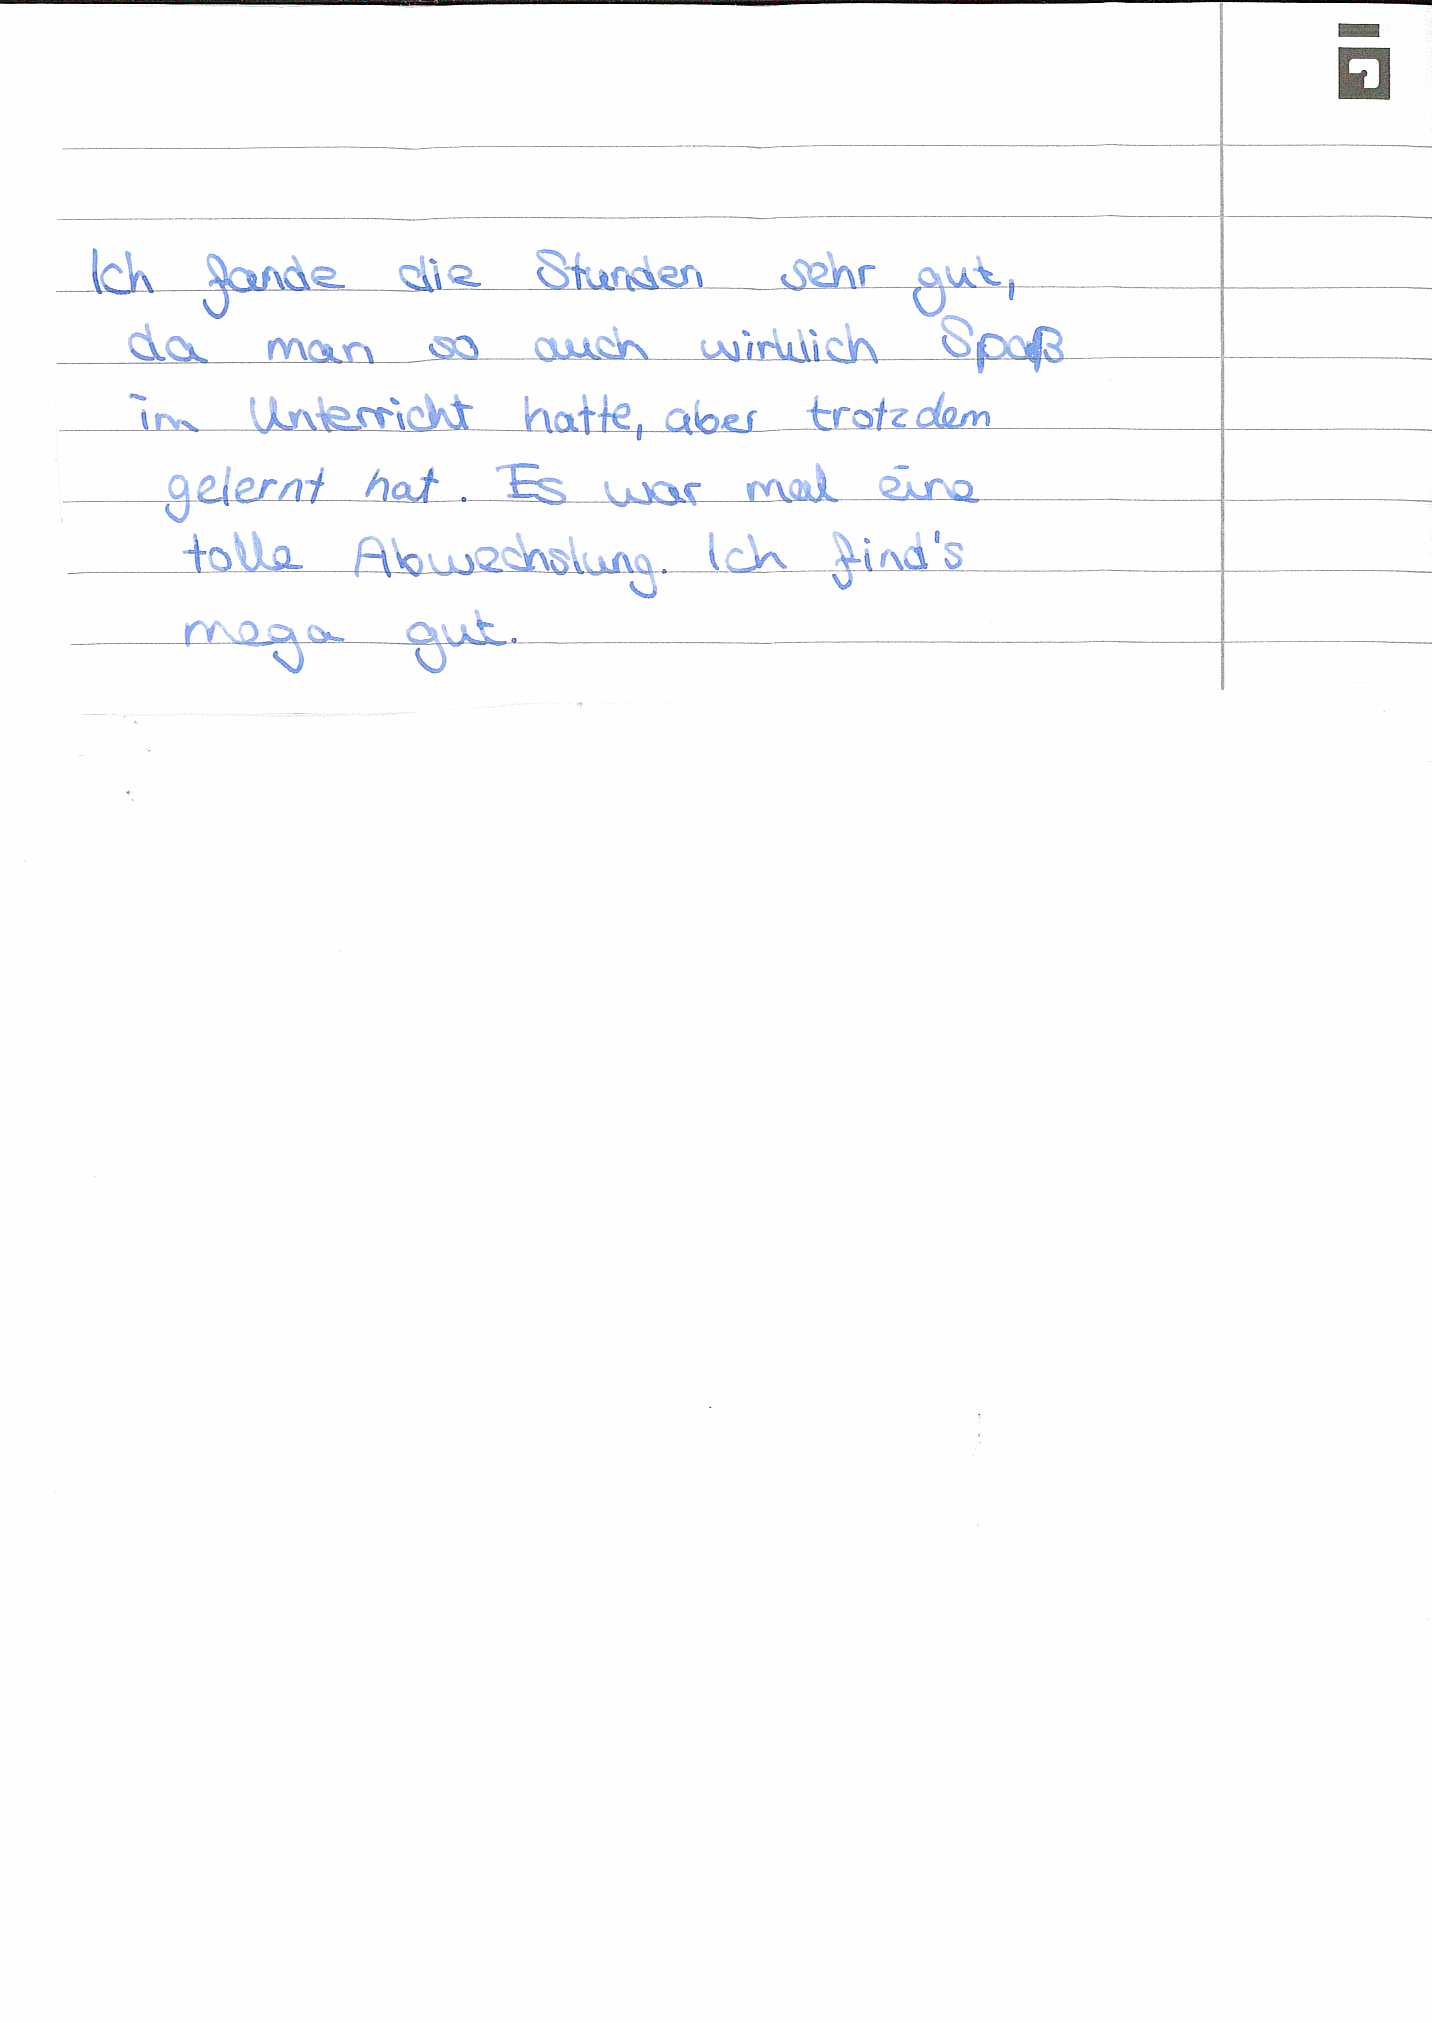 Ich fande die Stunden sehr gut,
da man so auch wirklich Spaß
im Unterricht hatte, aber trotzdem
gelernt hat. Es war mal eine
tolle Abwechslung. Ich find's
mega gut.